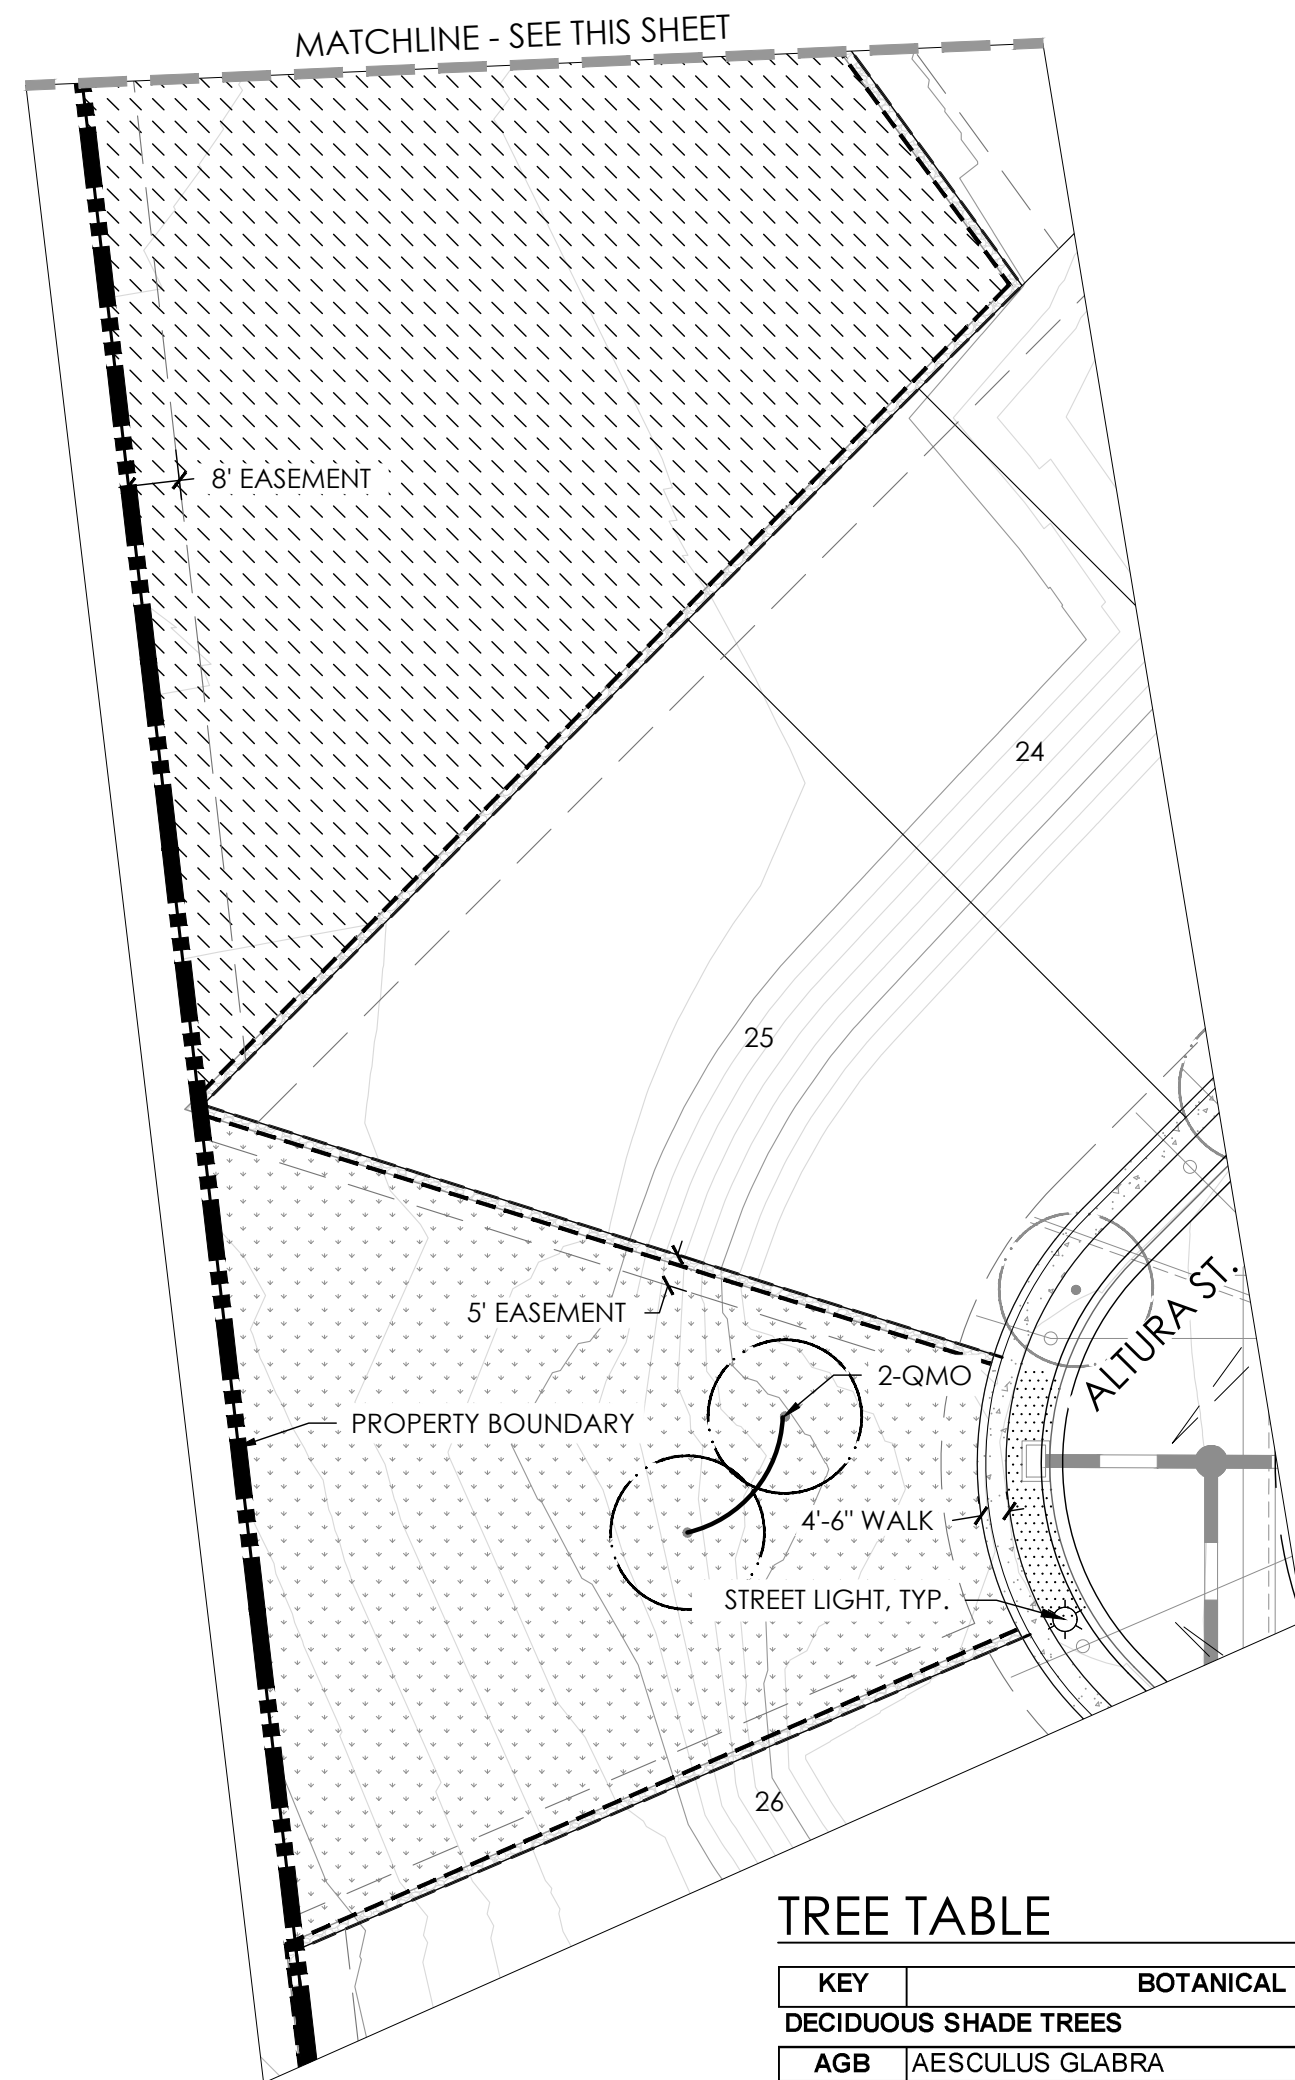 MATCHLINE - SEE THIS SHEET
8' EASEMENT
24
25
5' EASEMENT
ALTURA ST.
2-QMO
PROPERTY BOUNDARY
4'-6" WALK
STREET LIGHT, TYP.
26
TREE TABLE
KEY BOTANICAL
DECIDUOUS SHADE TREES
AGB AESCULUS GLABRA